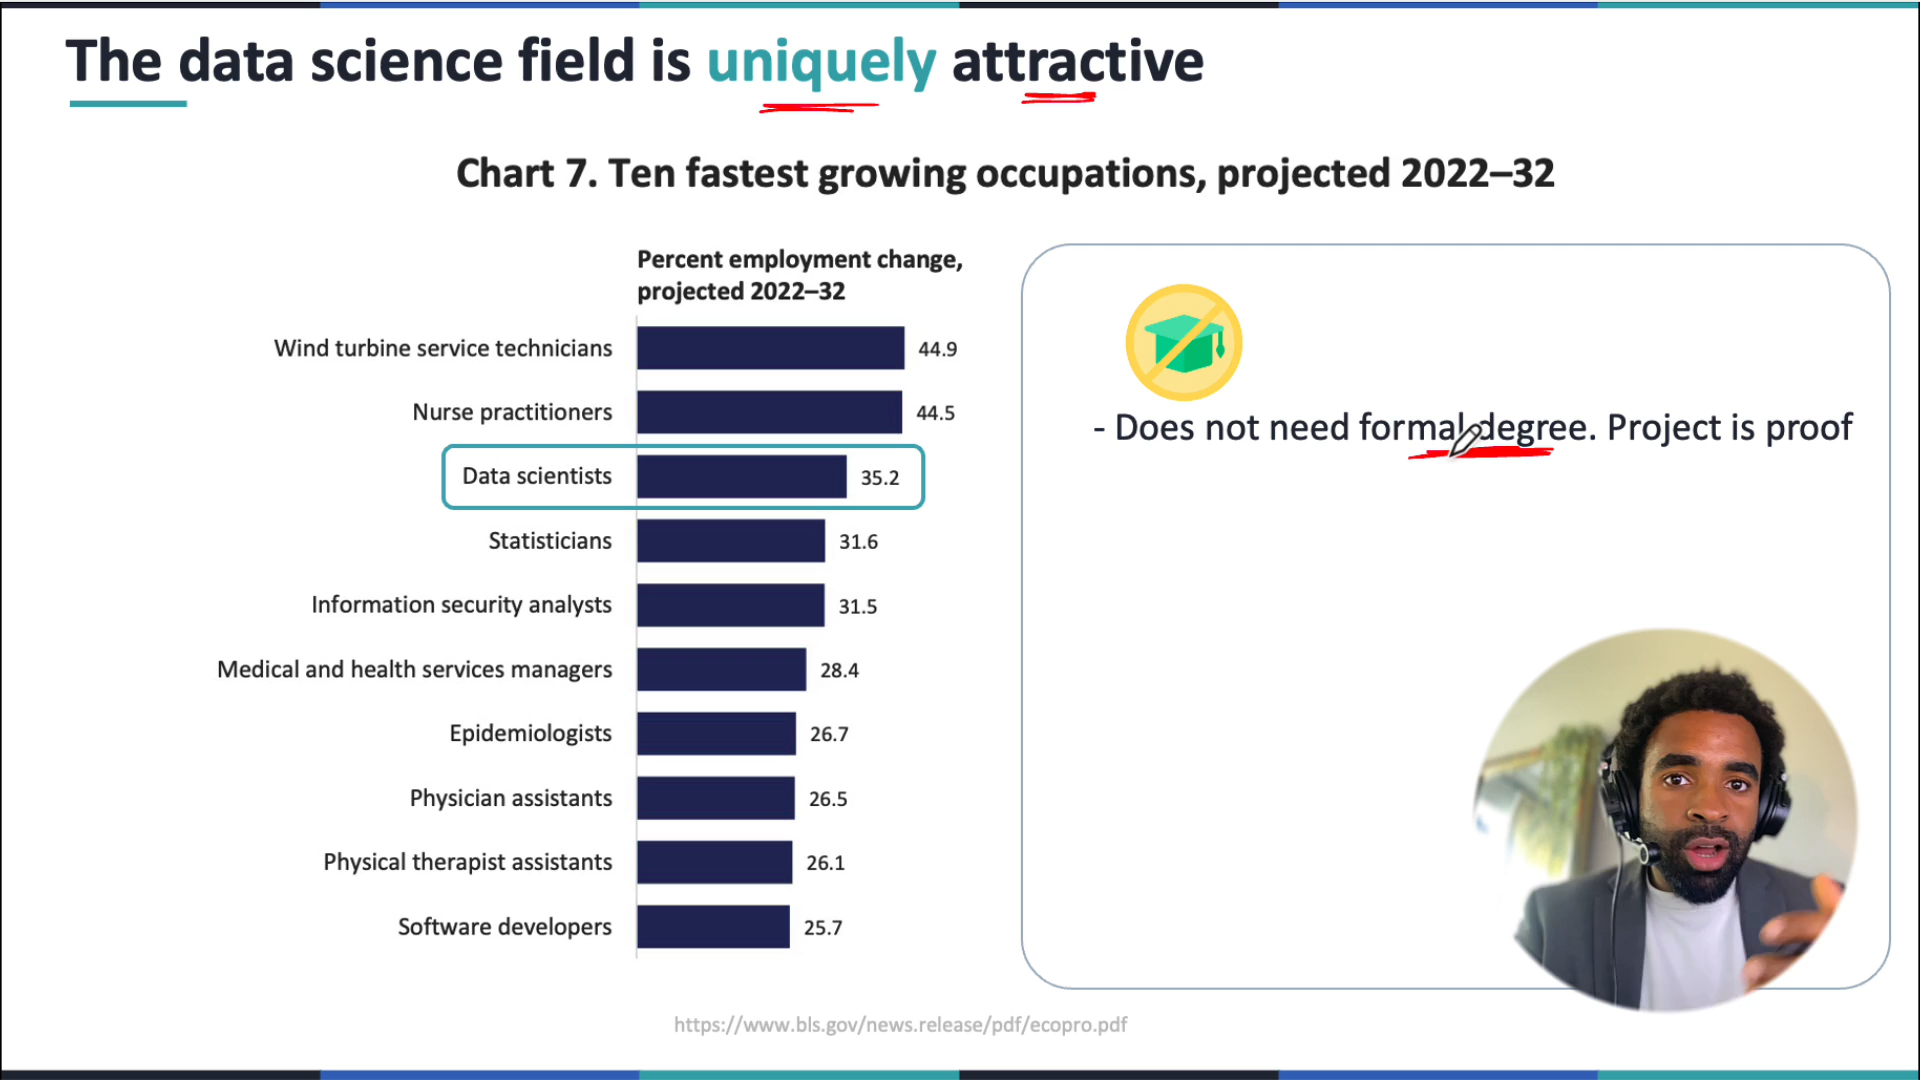 The data science field is uniquely attractive
Chart 7. Ten fastest growing occupations, projected 2022–32
Percent employment change,
projected 2022–32
Wind turbine service technicians 44.9
Nurse practitioners 44.5
Data scientists 35.2
Statisticians 31.6
Information security analysts 31.5
Medical and health services managers 28.4
Epidemiologists 26.7
Physician assistants 26.5
Physical therapist assistants 26.1
Software developers 25.7
- Does not need formal degree. Project is proof
https://www.bls.gov/news.release/pdf/ecopro.pdf